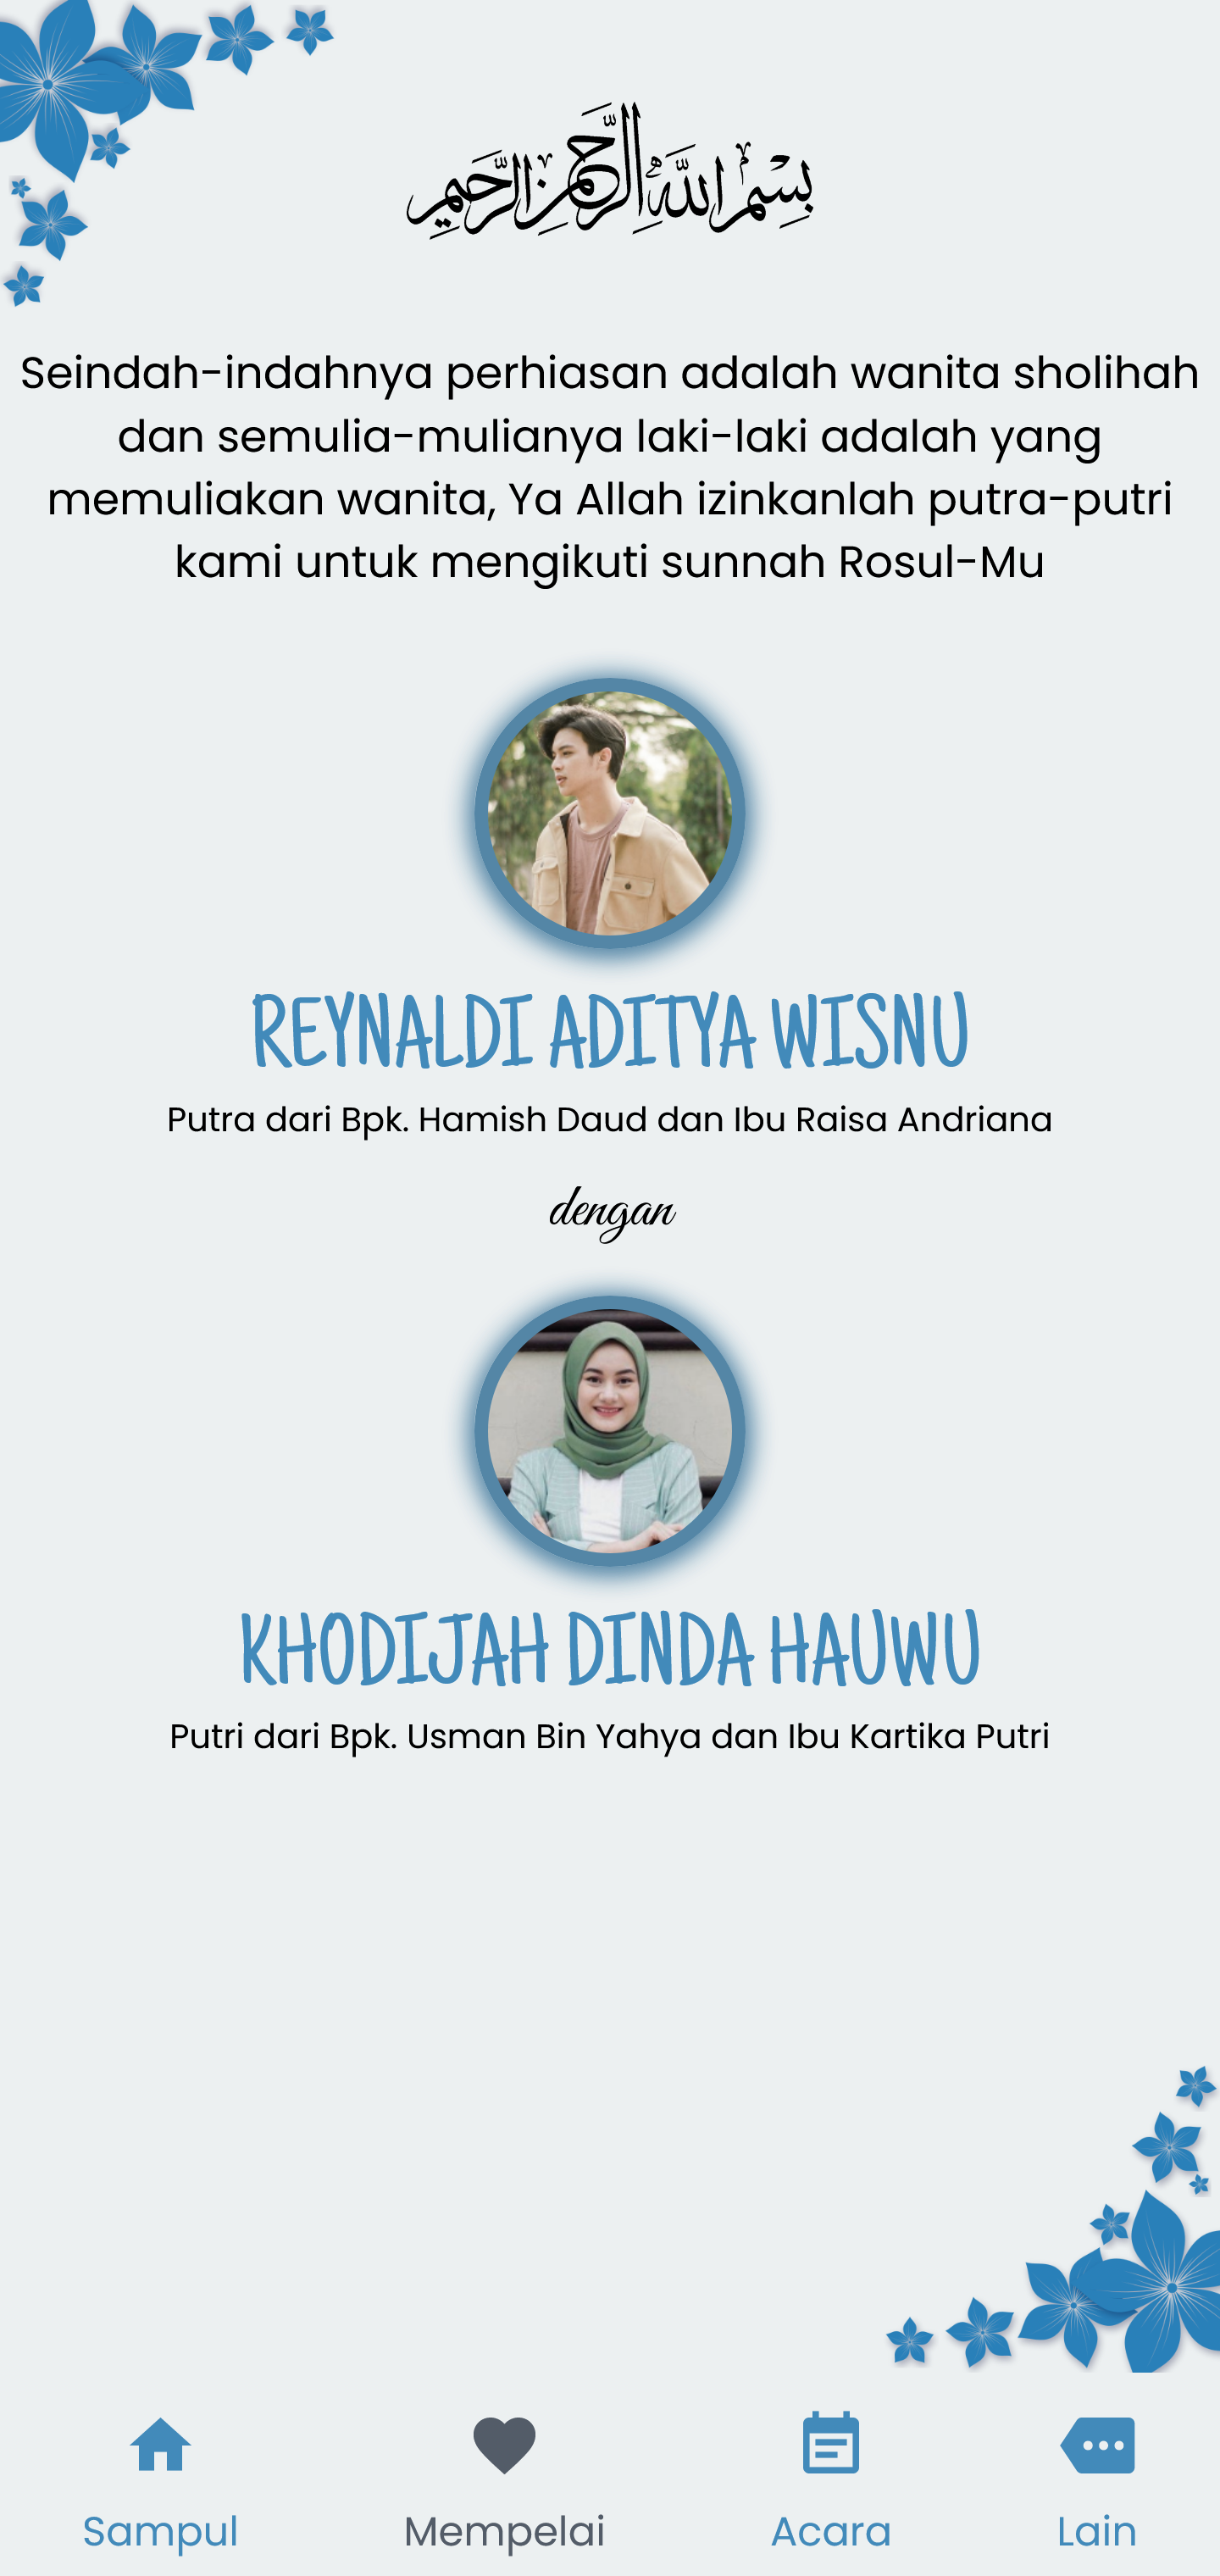 بِسْمِ اللَّهِ الرَّحْمَٰنِ الرَّحِيمِ
Seindah-indahnya perhiasan adalah wanita sholihah
dan semulia-mulianya laki-laki adalah yang
memuliakan wanita, Ya Allah izinkanlah putra-putri
kami untuk mengikuti sunnah Rosul-Mu
REYNALDI ADITYA WISNU
Putra dari Bpk. Hamish Daud dan Ibu Raisa Andriana
dengan
KHODIJAH DINDA HAUWU
Putri dari Bpk. Usman Bin Yahya dan Ibu Kartika Putri
Sampul Mempelai Acara Lain